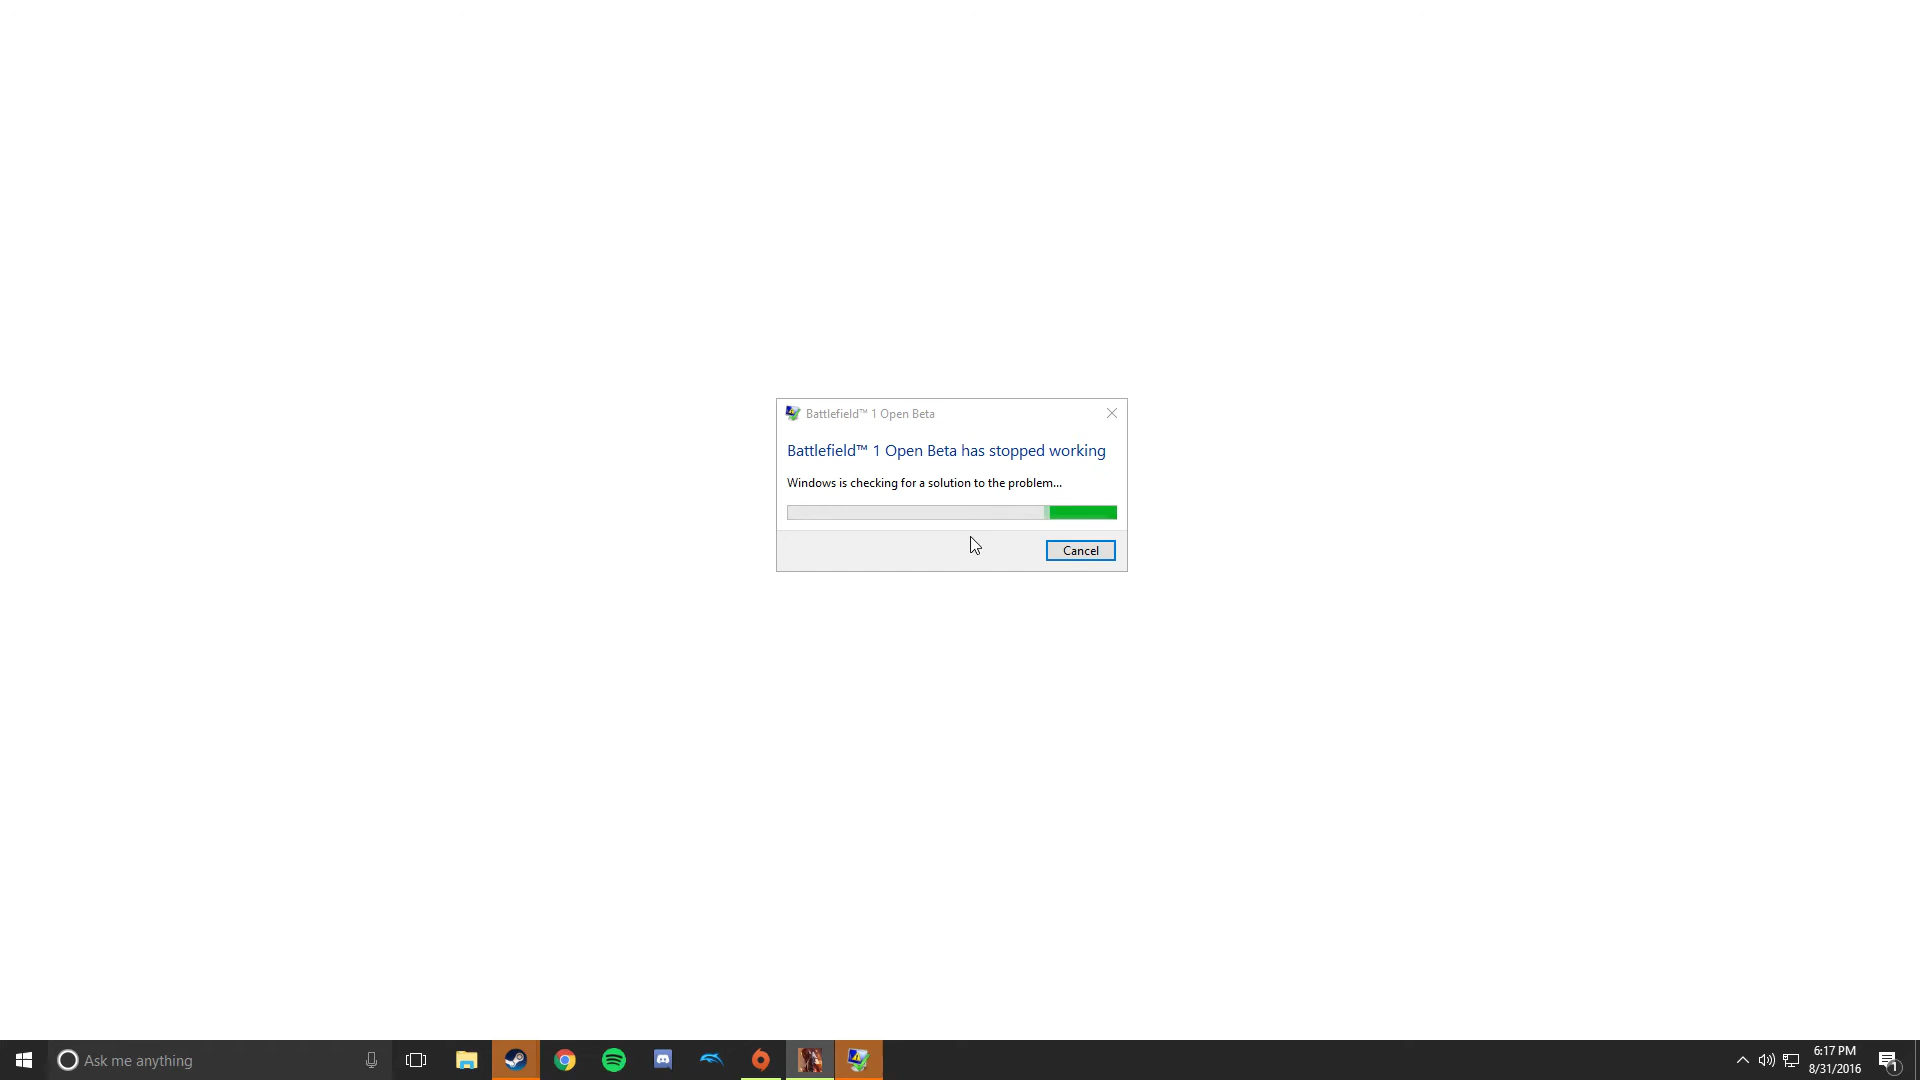 Battlefield™ 1 Open Beta
Battlefield™ 1 Open Beta has stopped working
Windows is checking for a solution to the problem...
Cancel
Ask me anything
6:17 PM
8/31/2016
1